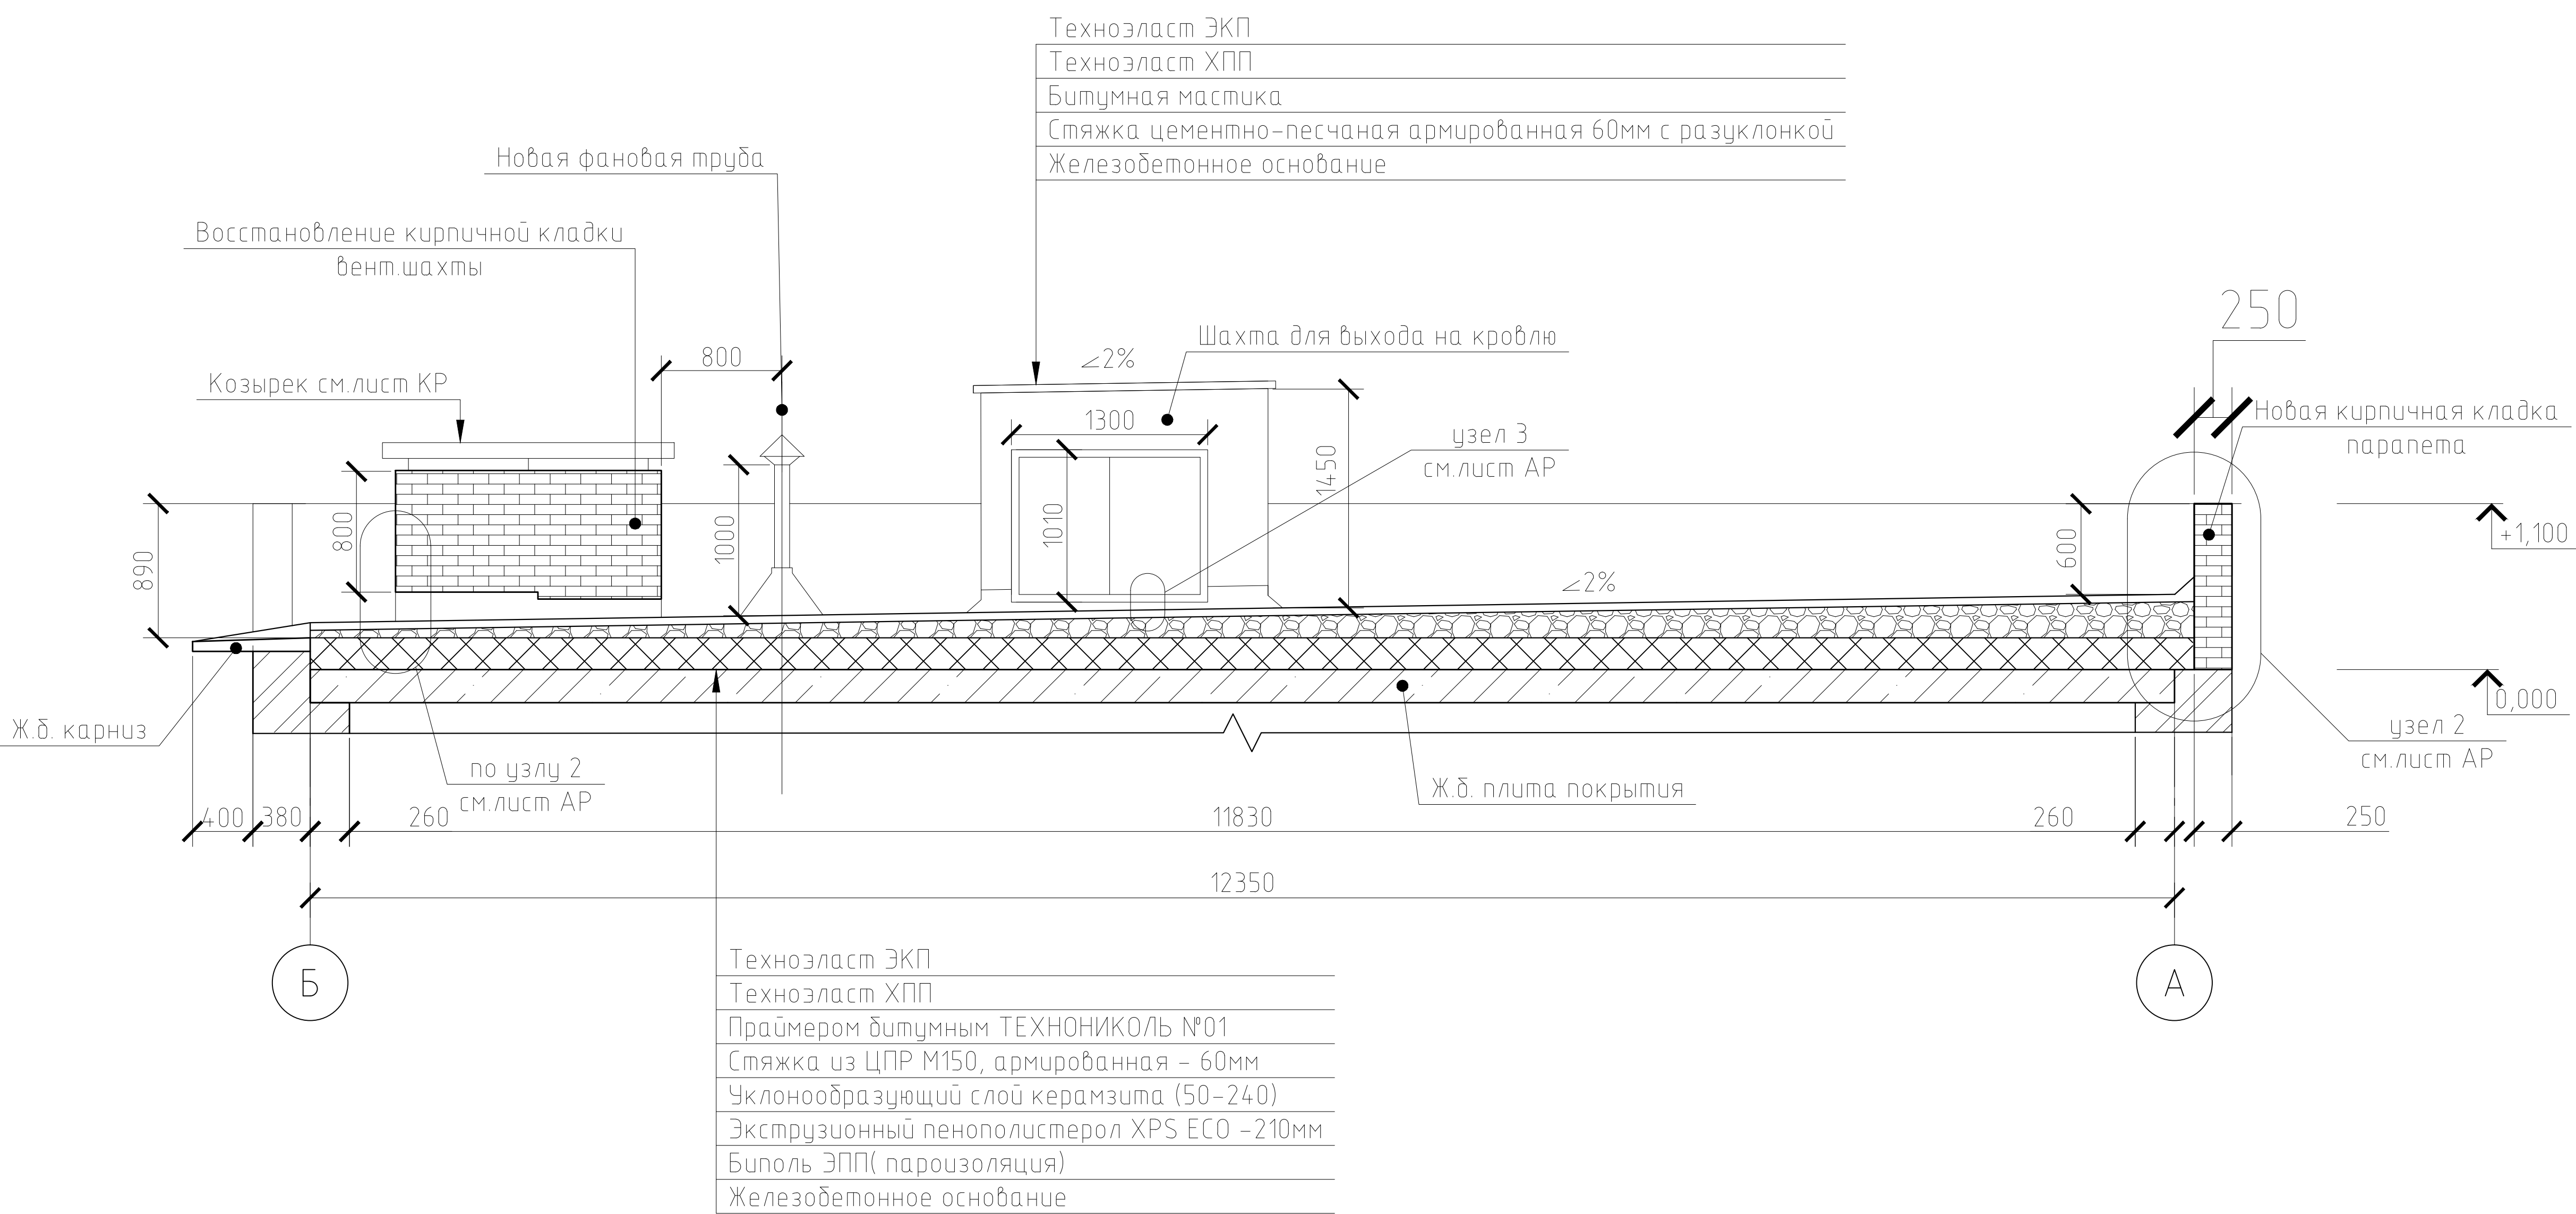 Техноэласт ЭКП
Техноэласт ХПП
Битумная мастика
Стяжка цементно-песчаная армированная 60мм с разуклонкой
Железобетонное основание
Новая фановая труба
Восстановление кирпичной кладки
вент.шахты
Козырек см.лист КР
800
∠2%
Шахта для выхода на кровлю
250
1300
узел 3
см.лист АР
Новая кирпичная кладка
парапета
890
800
1000
1010
1450
∠2%
600
+1,100
0,000
Ж.б. карниз
по узлу 2
см.лист АР
Ж.б. плита покрытия
узел 2
см.лист АР
400
380
260
11830
260
250
12350
Б
А
Техноэласт ЭКП
Техноэласт ХПП
Праймером битумным ТЕХНОНИКОЛЬ №01
Стяжка из ЦПР М150, армированная - 60мм
Уклонообразующий слой керамзита (50-240)
Экструзионный пенополистерол XPS ECO -210мм
Биполь ЭПП( пароизоляция)
Железобетонное основание